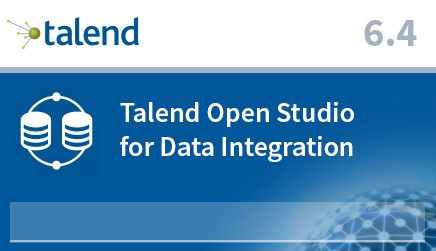 talend
6.4
Talend Open Studio
for Data Integration